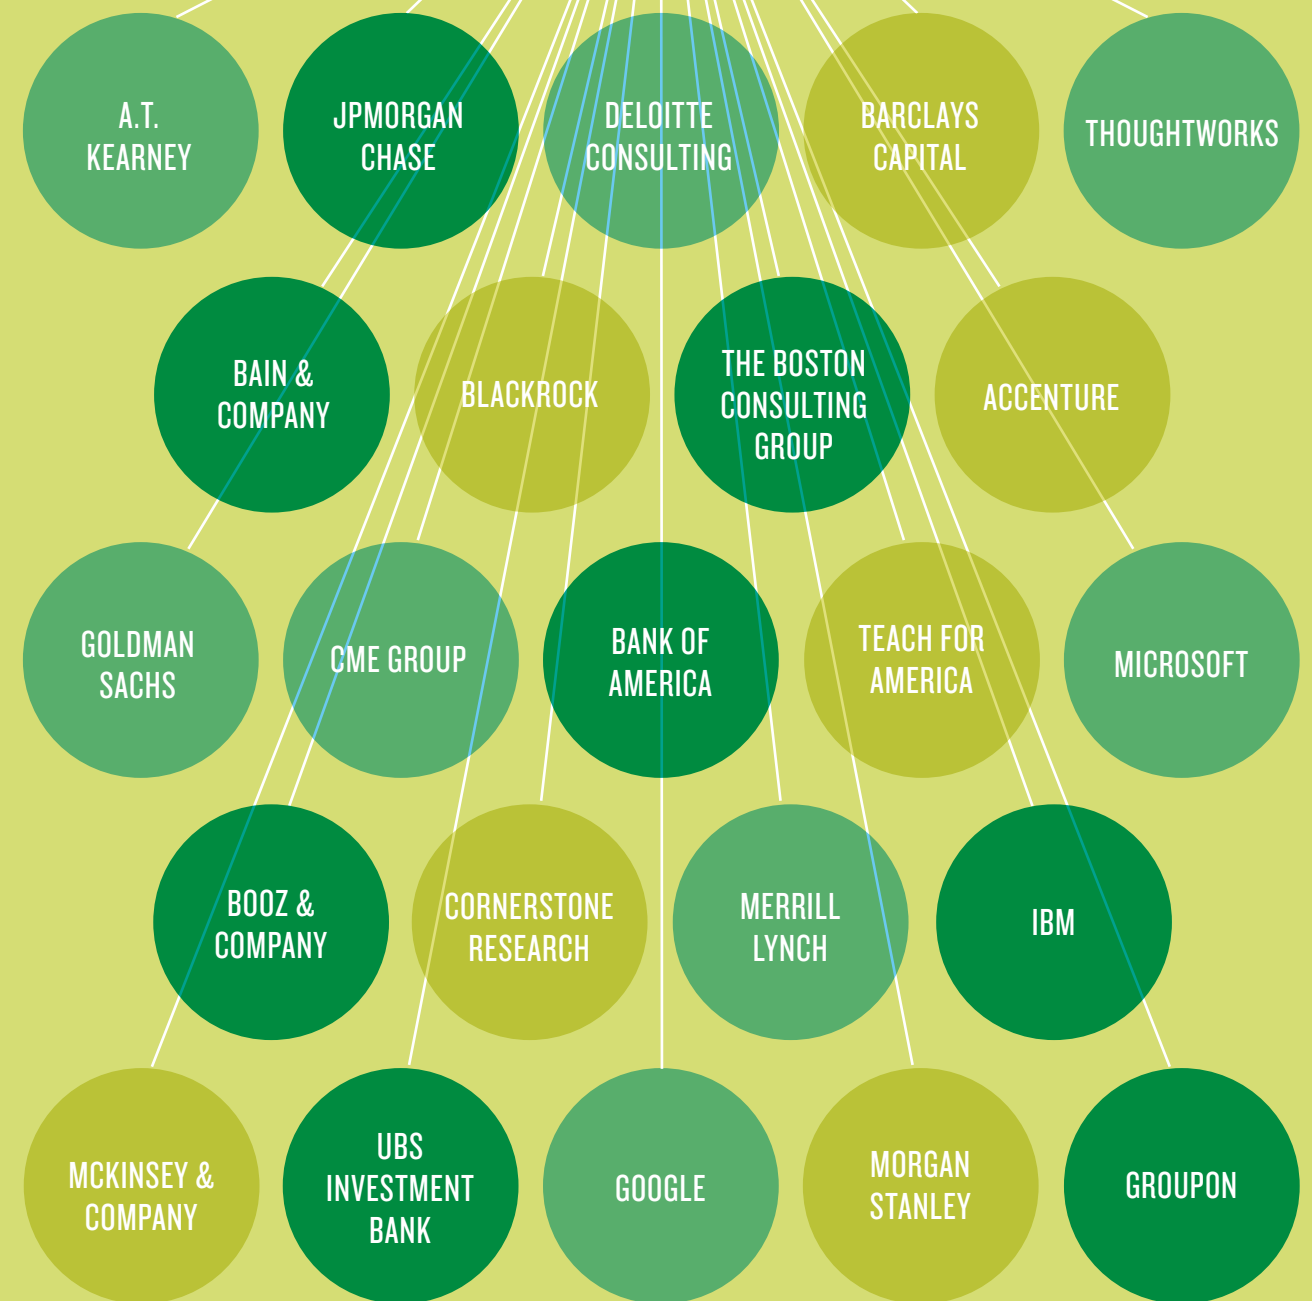 A.T.
KEARNEY
JPMORGAN
CHASE
DELOITTE
CONSULTING
BARCLAYS
CAPITAL
THOUGHTWORKS
BAIN &
COMPANY
BLACKROCK
THE BOSTON
CONSULTING
GROUP
ACCENTURE
GOLDMAN
SACHS
CME GROUP
BANK OF
AMERICA
TEACH FOR
AMERICA
MICROSOFT
BOOZ &
COMPANY
CORNERSTONE
RESEARCH
MERRILL
LYNCH
IBM
MCKINSEY &
COMPANY
UBS
INVESTMENT
BANK
GOOGLE
MORGAN
STANLEY
GROUPON